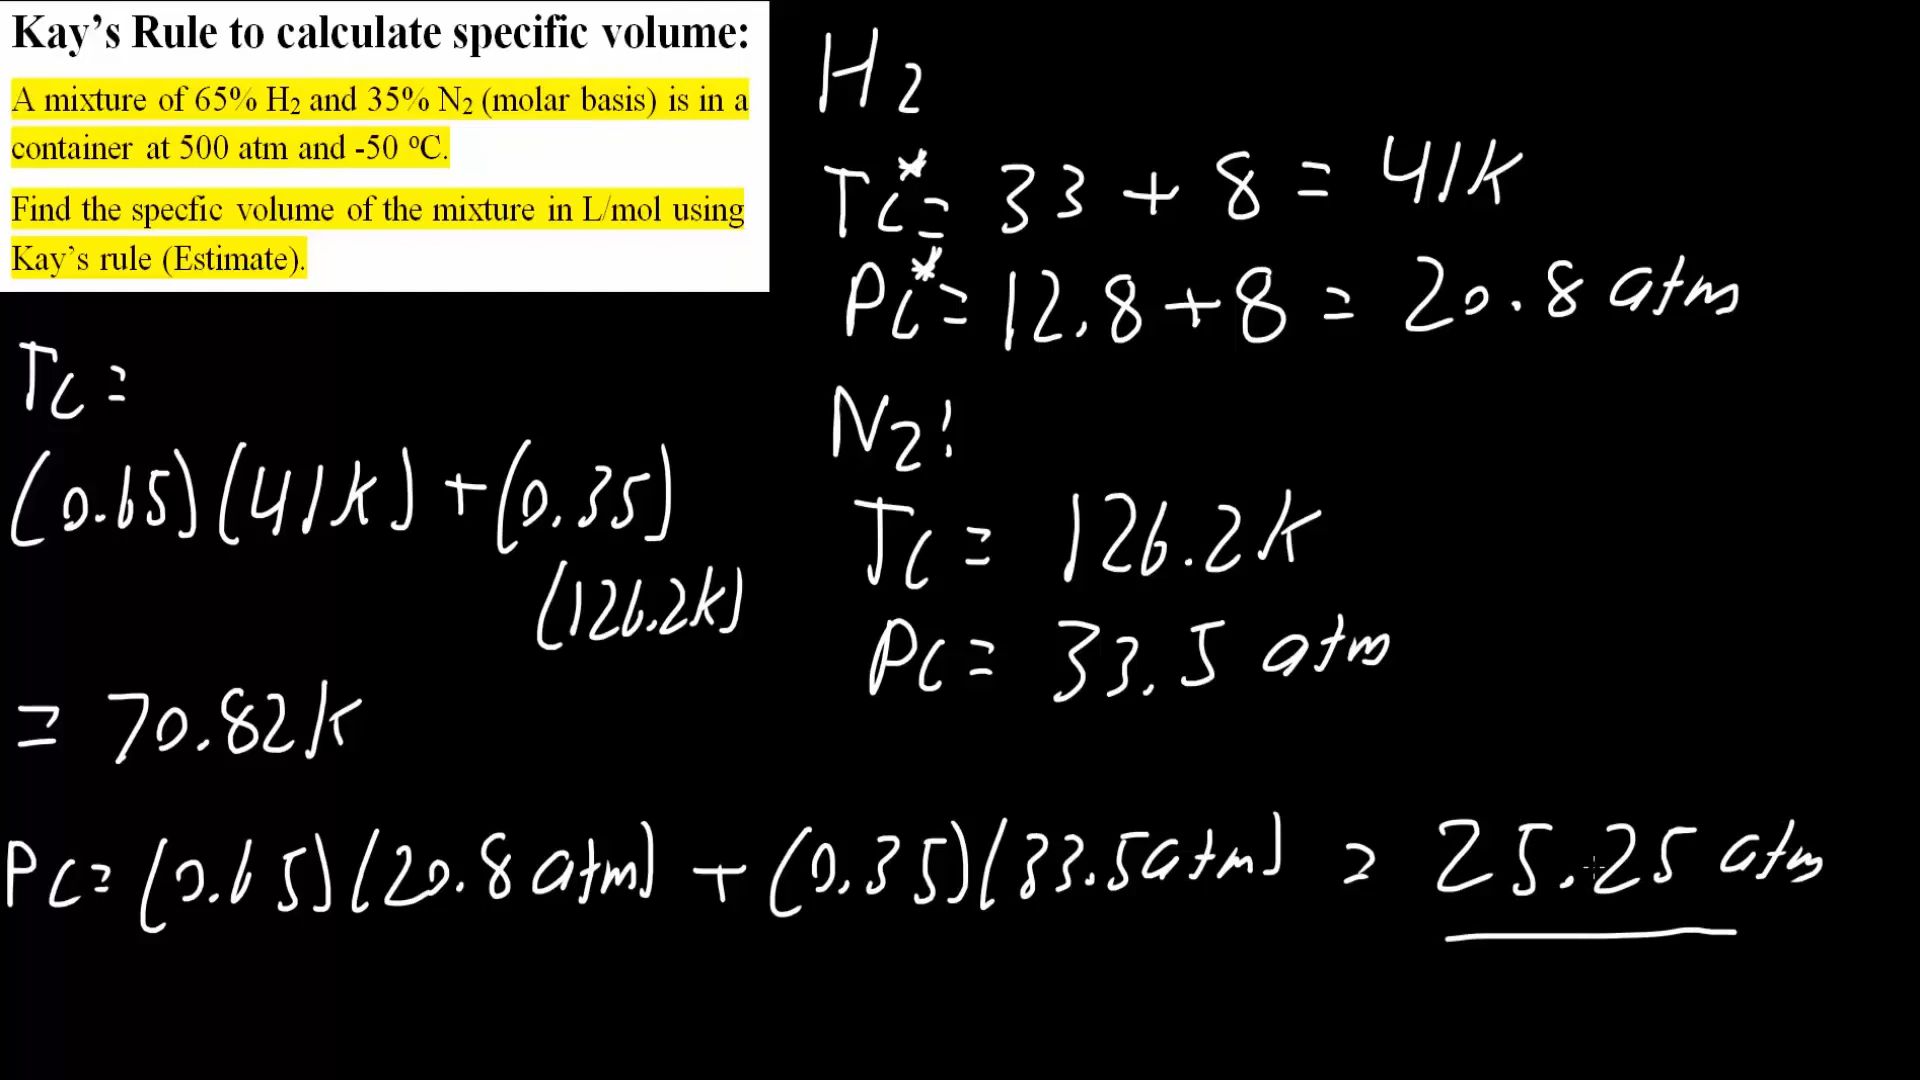 Kay's Rule to calculate specific volume:
A mixture of 65% H₂ and 35% N₂ (molar basis) is in a
container at 500 atm and -50 ⁰C.
Find the specfic volume of the mixture in L/mol using
Kay's rule (Estimate).
H2
Tc* = 33 + 8 = 41K
Pc* = 12.8 + 8 = 20.8 atm
N2:
Tc = 126.2K
Pc = 33.5 atm
Tc =
(0.65)(41K) + (0.35)
(126.2K)
= 70.82K
Pc = (0.65)(20.8 atm) + (0.35)(33.5 atm) = 25.25 atm